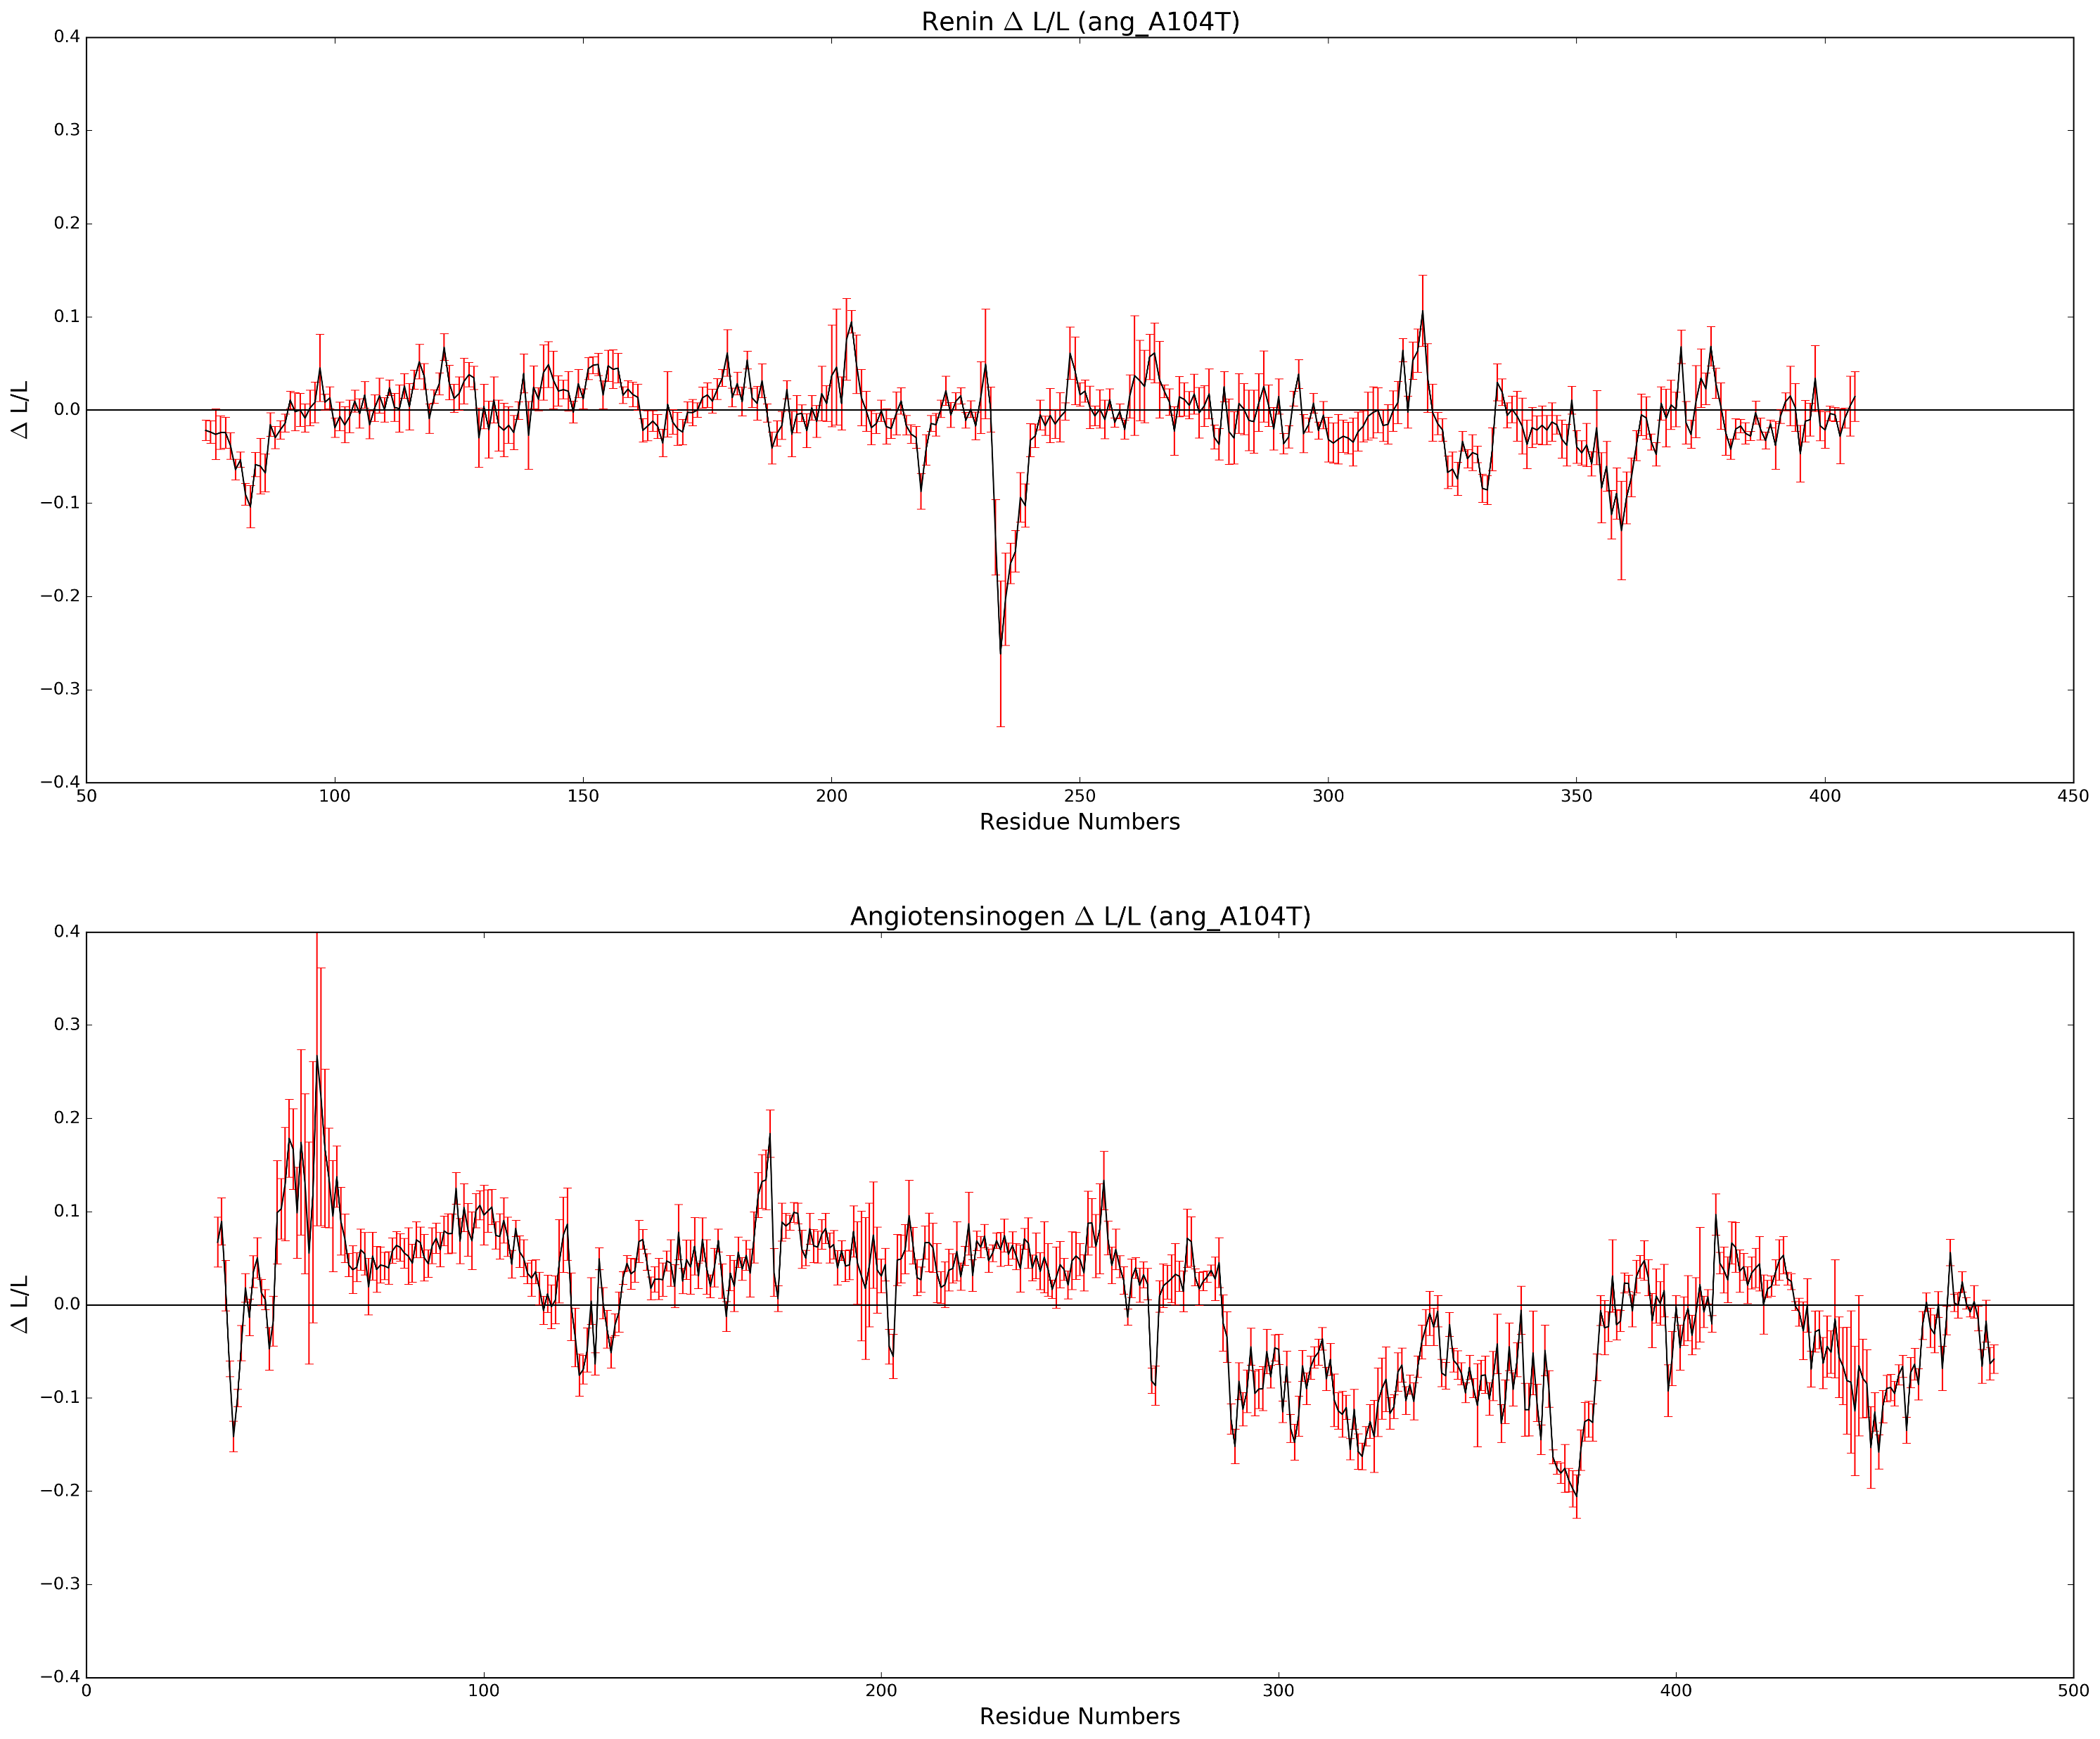 Renin Δ L/L (ang_A104T)
0.4
0.3
0.2
0.1
0.0
−0.1
−0.2
−0.3
−0.4
Δ L/L
50 100 150 200 250 300 350 400 450
Residue Numbers
Angiotensinogen Δ L/L (ang_A104T)
0.4
0.3
0.2
0.1
0.0
−0.1
−0.2
−0.3
−0.4
Δ L/L
0 100 200 300 400 500
Residue Numbers